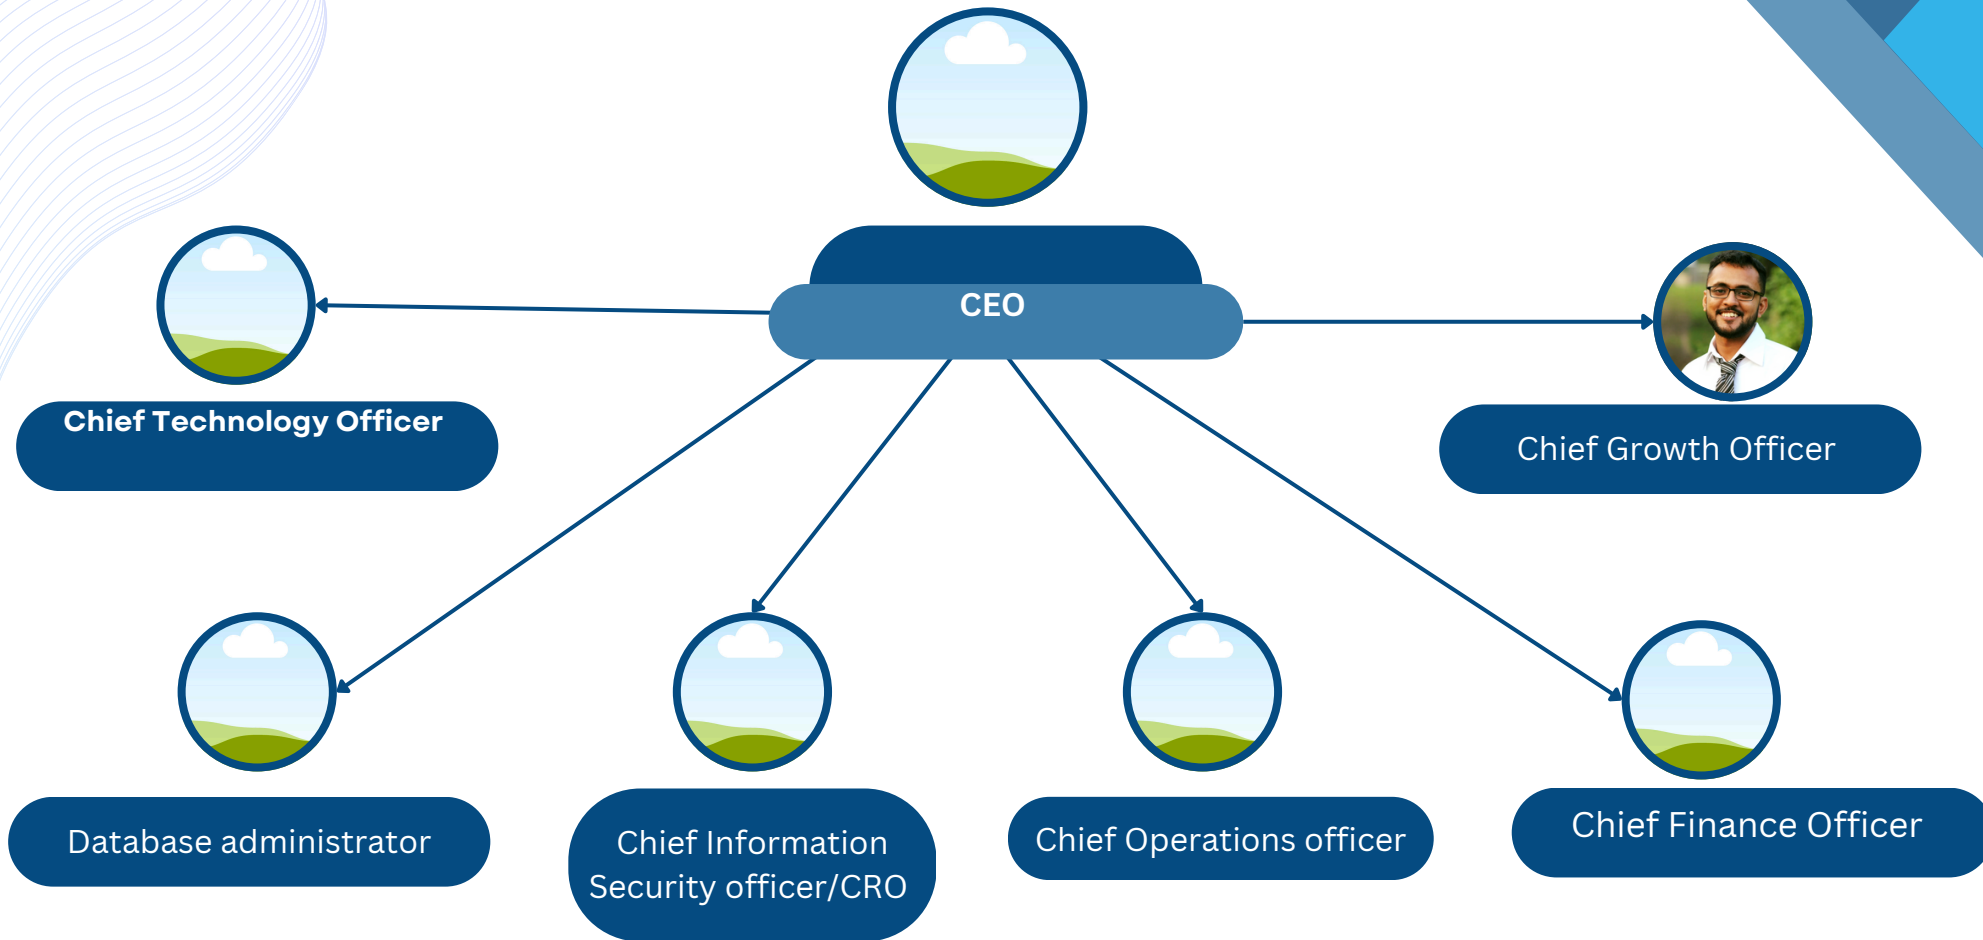 CEO
Chief Technology Officer
Chief Growth Officer
Database administrator
Chief Information
Security officer/CRO
Chief Operations officer
Chief Finance Officer